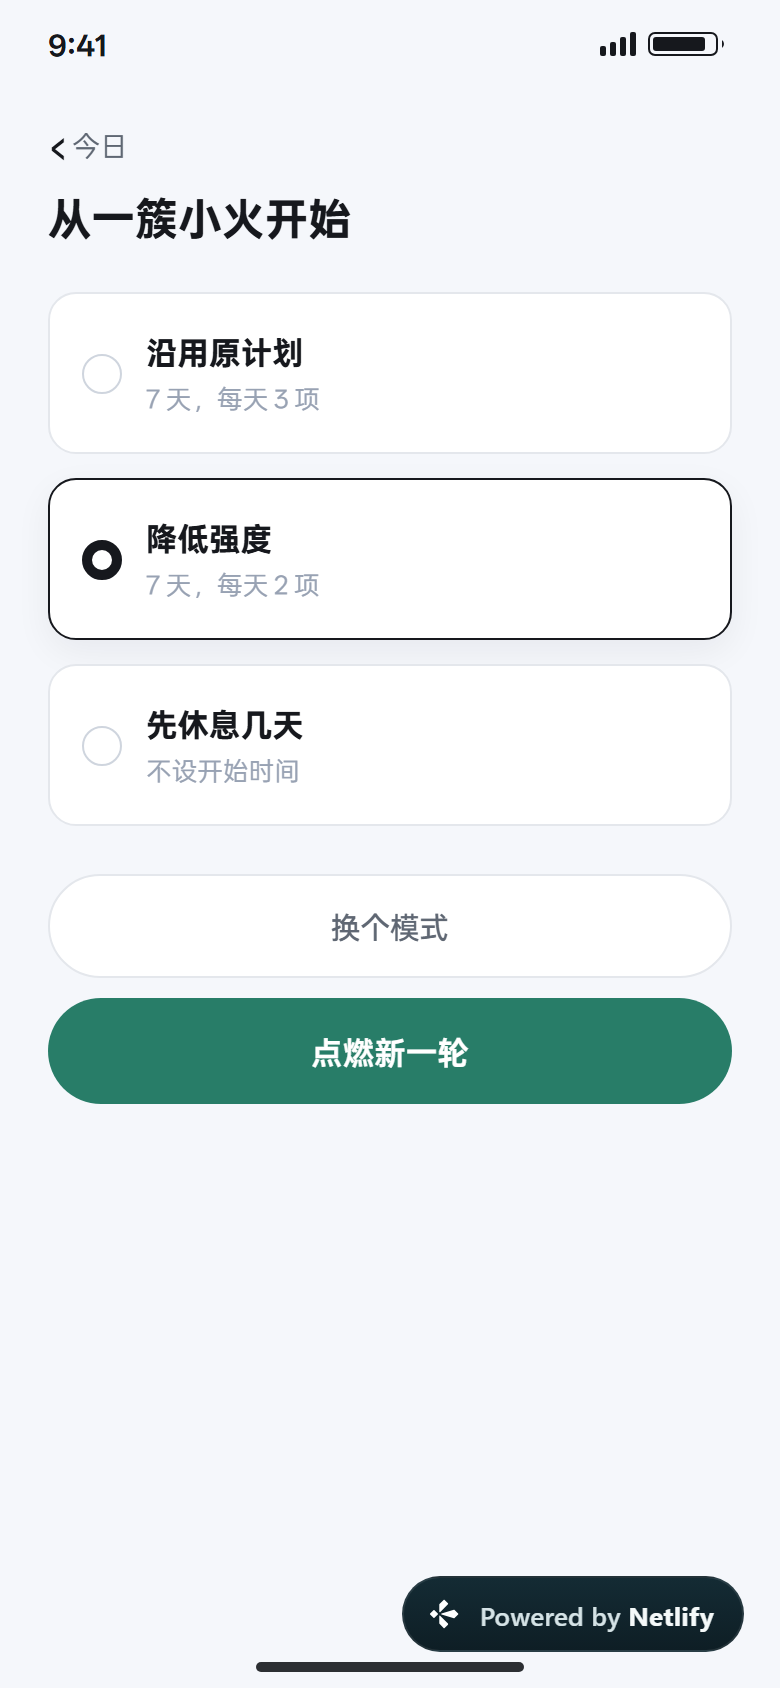 9:41
今日
从一簇小火开始
沿用原计划
7 天，每天 3 项
降低强度
7 天，每天 2 项
先休息几天
不设开始时间
换个模式
点燃新一轮
Powered by Netlify